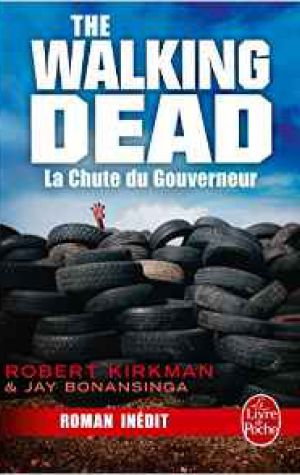 THE
WALKING
DEAD
La Chute du Gouverneur
ROBERT KIRKMAN
& JAY BONANSINGA
ROMAN INÉDIT
Le
Livre
de
Poche